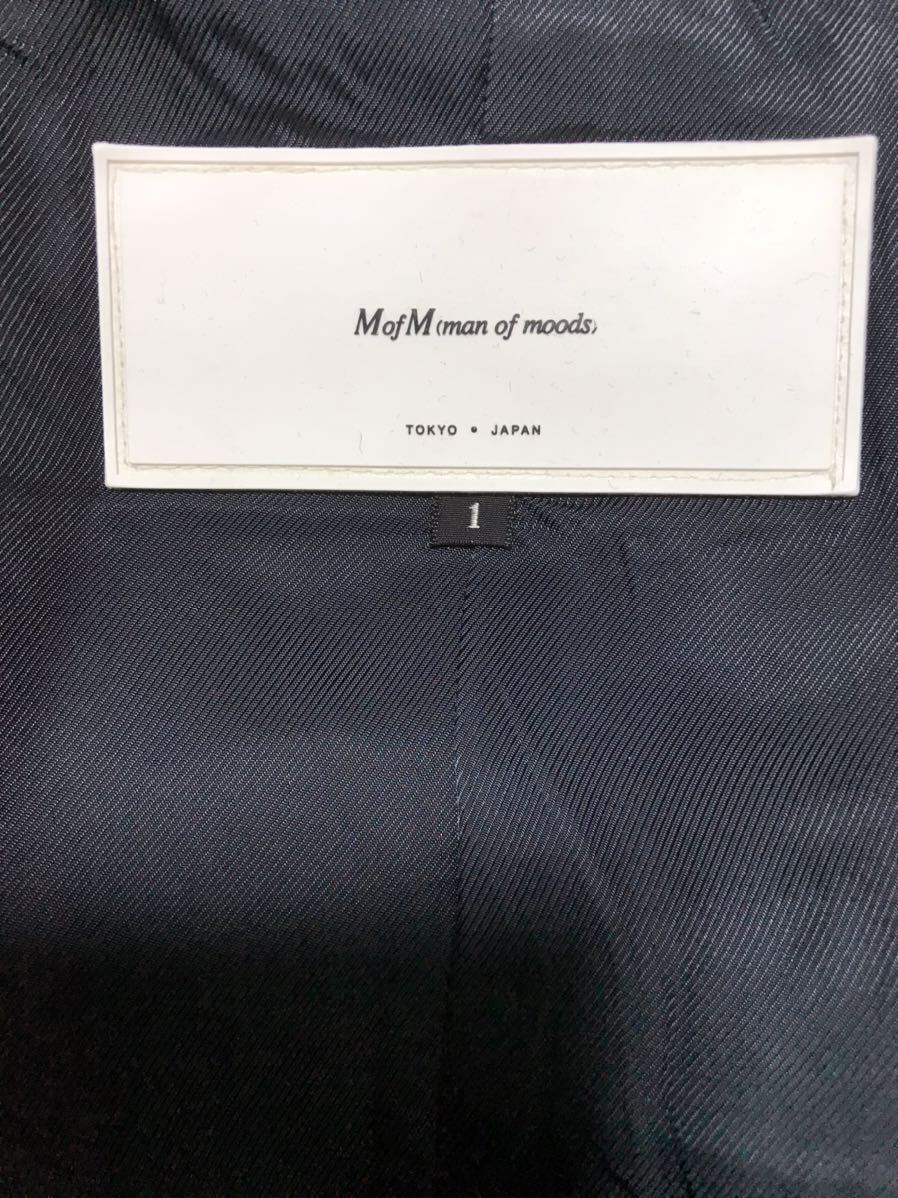 MofM (man of moods)
TOKYO • JAPAN
1